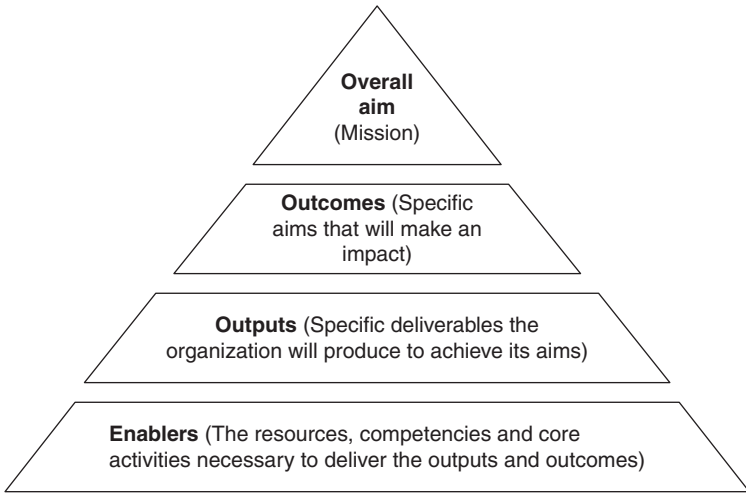 Overall
aim
(Mission)
Outcomes (Specific
aims that will make an
impact)
Outputs (Specific deliverables the
organization will produce to achieve its aims)
Enablers (The resources, competencies and core
activities necessary to deliver the outputs and outcomes)